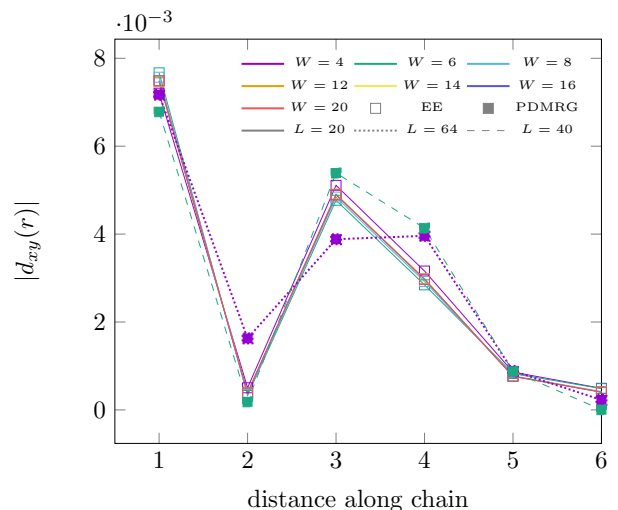 ·10⁻³
8
6
4
2
0
|d_{xy}(r)|
W = 4 W = 6 W = 8
W = 12 W = 14 W = 16
W = 20 EE PDMRG
L = 20 L = 64 L = 40
1 2 3 4 5 6
distance along chain